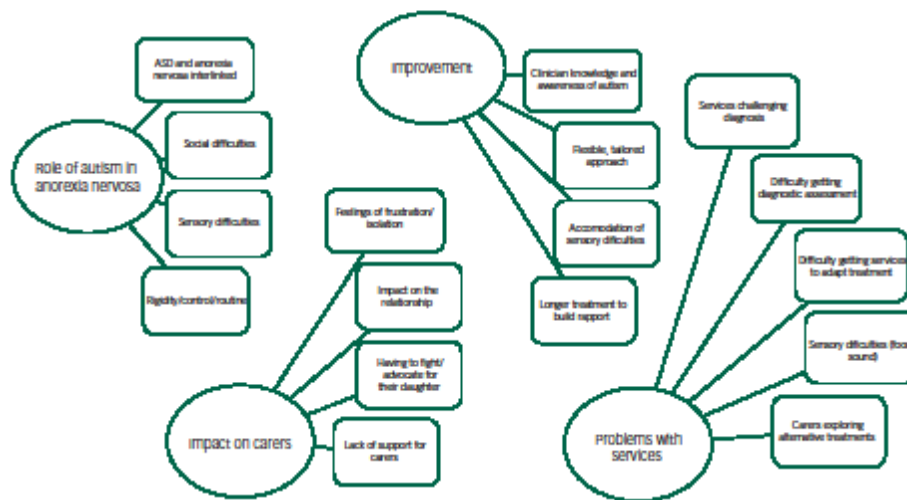 Role of autism in
anorexia nervosa
ASD and anorexia
nervosa interlinked
Social difficulties
Sensory difficulties
Rigidity/control/routine
Improvement
Clinician knowledge and
awareness of autism
Flexible, tailored
approach
Accomodation of
sensory difficulties
Longer treatment to
build rapport
Impact on carers
Feelings of frustration/
isolation
Impact on the
relationship
Having to fight/
advocate for
their daughter
Lack of support for
carers
Problems with
services
Services challenging
diagnosis
Difficulty getting
diagnostic assessment
Difficulty getting services
to adapt treatment
Sensory difficulties
sound)
Carers exploring
alternative treatments